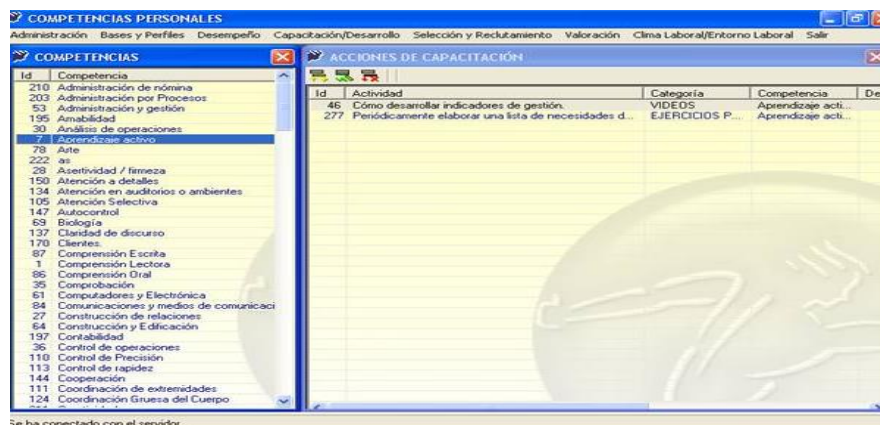 COMPETENCIAS PERSONALES
Administración Bases y Perfiles Desempeño Capacitación/Desarrollo Selección y Reclutamiento Valoración Clima Laboral/Entorno Laboral Salir
COMPETENCIAS
Id Competencia
210 Administración de nómina
203 Administración por Procesos
53 Administración y gestión
195 Amabilidad
30 Análisis de operaciones
7 Aprendizaje activo
78 Arte
222 as
28 Asertividad / firmeza
150 Atención a detalles
134 Atención en auditorios o ambientes
105 Atención Selectiva
147 Autocontrol
69 Biología
137 Claridad de discurso
170 Clientes.
87 Comprensión Escrita
1 Comprensión Lectora
86 Comprensión Oral
35 Comprobación
61 Computadores y Electrónica
84 Comunicaciones y medios de comunicaci
27 Construcción de relaciones
64 Construcción y Edificación
197 Contabilidad
36 Control de operaciones
110 Control de Precisión
113 Control de rapidez
144 Cooperación
111 Coordinación de extremidades
124 Coordinación Gruesa del Cuerpo
ACCIONES DE CAPACITACIÓN
Id Actividad Categoría Competencia De
46 Cómo desarrollar indicadores de gestión. VIDEOS Aprendizaje acti...
277 Periódicamente elaborar una lista de necesidades d... EJERCICIOS P... Aprendizaje acti...
Se ha conectado con el servidor